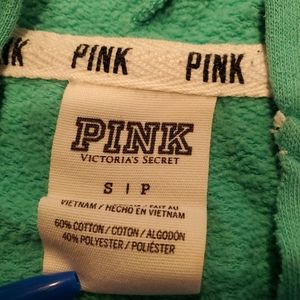 PINK PINK PINK
PINK
VICTORIA'S SECRET
S | P
VIETNAM / HECHO EN VIETNAM
60% COTTON / COTON / ALGODÓN
40% POLYESTER / POLIÉSTER